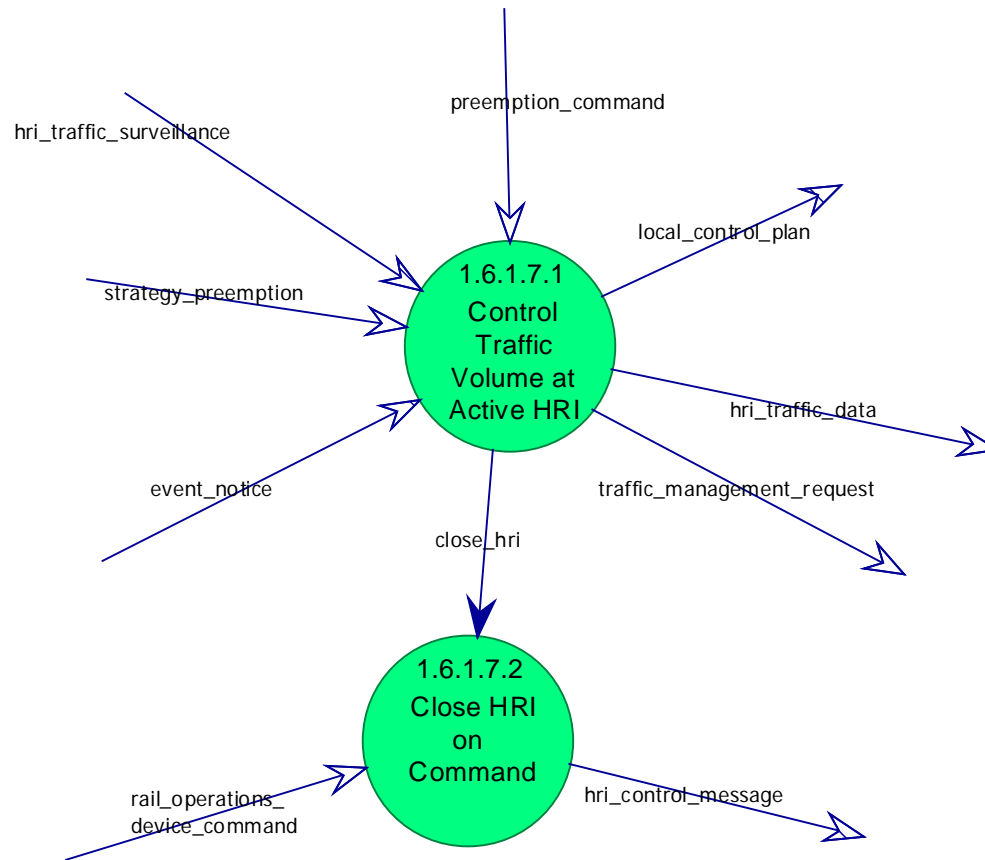 preemption_command
hri_traffic_surveillance
local_control_plan
strategy_preemption
1.6.1.7.1
Control
Traffic
Volume at
Active HRI
hri_traffic_data
event_notice
traffic_management_request
close_hri
1.6.1.7.2
Close HRI
on
Command
rail_operations_
device_command
hri_control_message